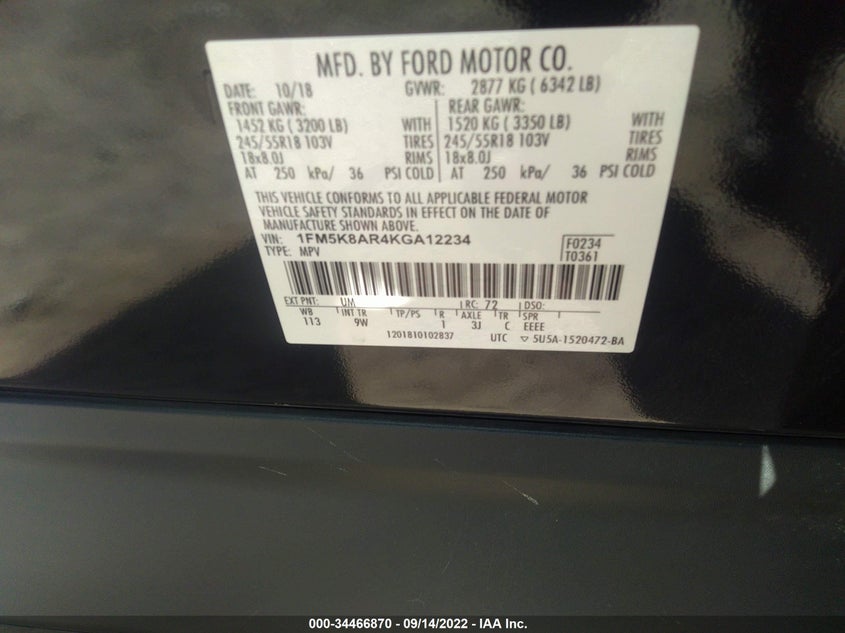 MFD. BY FORD MOTOR CO.
DATE: 10/18 GVWR: 2877 KG ( 6342 LB)
FRONT GAWR: REAR GAWR:
1452 KG ( 3200 LB) WITH 1520 KG ( 3350 LB) WITH
245/55R18 103V TIRES 245/55R18 103V TIRES
18x8.0J RIMS 18x8.0J RIMS
AT 250 kPa/ 36 PSI COLD AT 250 kPa/ 36 PSI COLD
THIS VEHICLE CONFORMS TO ALL APPLICABLE FEDERAL MOTOR
VEHICLE SAFETY STANDARDS IN EFFECT ON THE DATE OF
MANUFACTURE SHOWN ABOVE.
VIN: 1FM5K8AR4KGA12234 F0234
TYPE: MPV T0361
EXT PNT: UM RC: 72 DSO:
WB INT TR TP/PS R AXLE TR SPR
113 9W 1 3J C EEEE
1201810102837 UTC ▽ 5U5A-1520472-BA
000-34466870 - 09/14/2022 - IAA Inc.